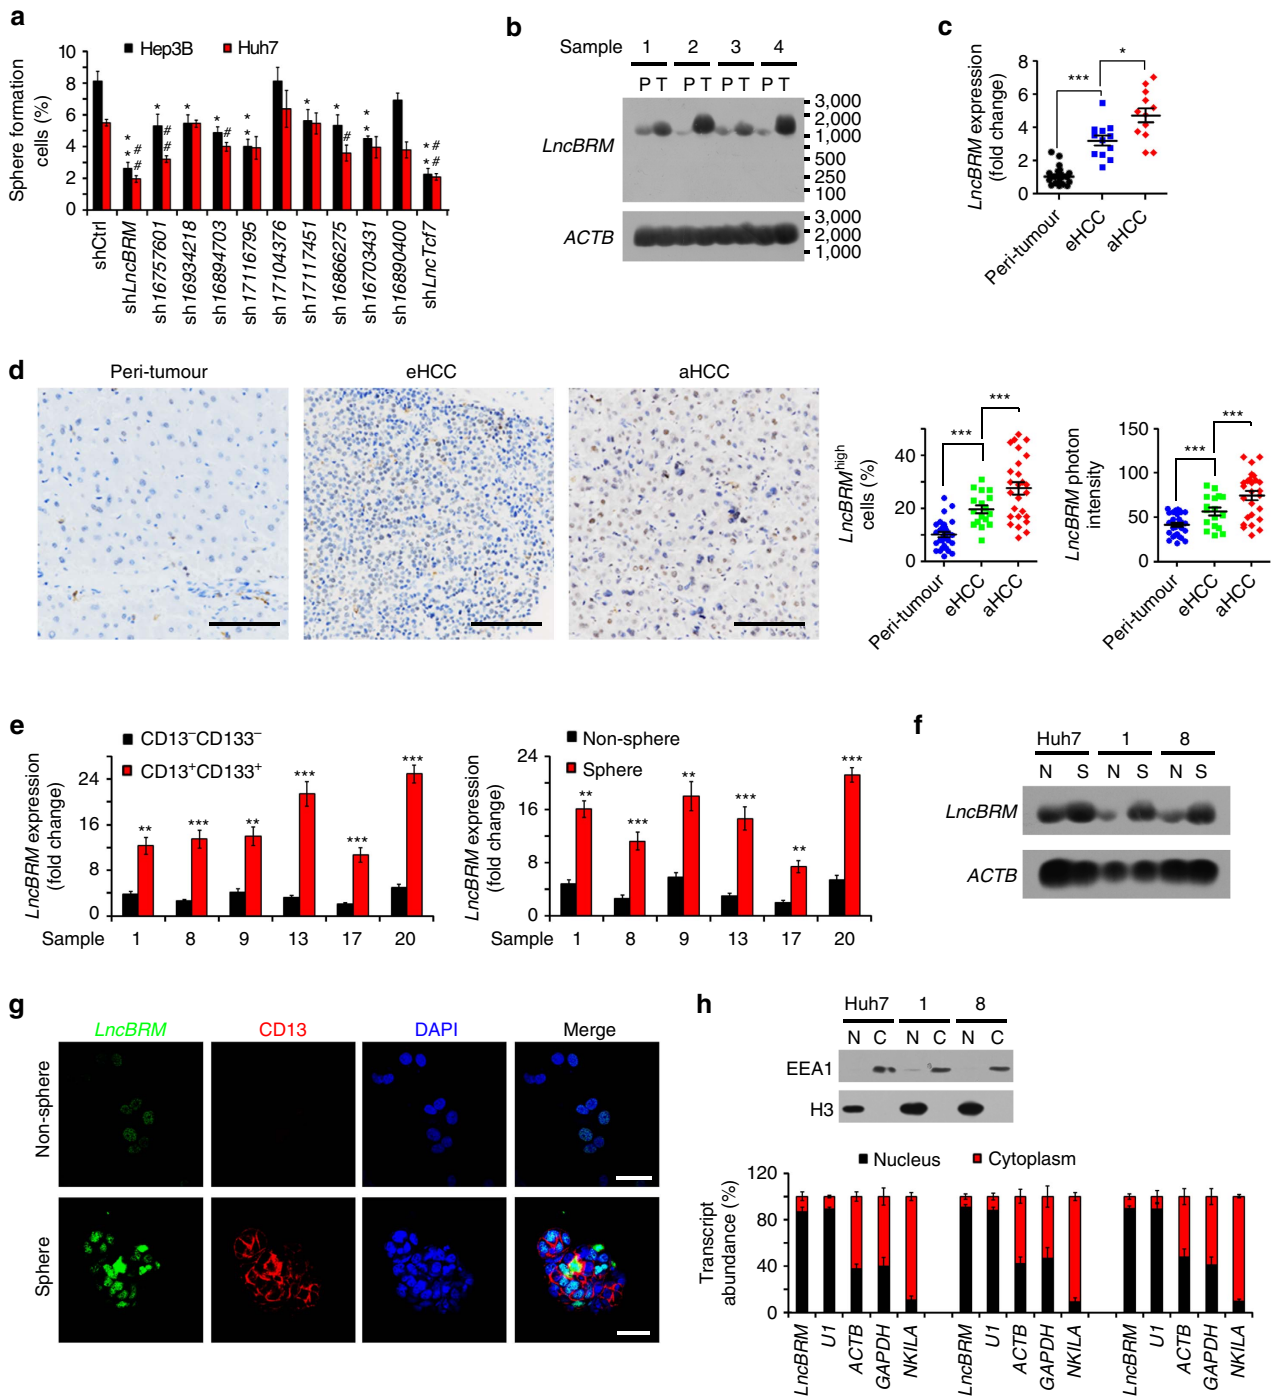 a
Hep3B Huh7
Sphere formation
cells (%)
10
8
6
4
2
0
* * * * * * * * * * * * * * *
# # # # # # # #
shCtrl
shLncBRM
sh16757601
sh16934218
sh16894703
sh17116795
sh17104376
sh17117451
sh16866275
sh16703431
sh16890400
shLncTcf7
b
Sample 1 2 3 4
P T P T P T P T
LncBRM
3,000
2,000
1,000
500
250
100
ACTB
3,000
2,000
1,000
c
LncBRM expression
(fold change)
8
6
4
2
0
*** *
Peri-tumour
eHCC
aHCC
d
Peri-tumour eHCC aHCC
LncBRMhigh
cells (%)
40
20
0
*** ***
Peri-tumour
eHCC
aHCC
LncBRM photon
intensity
150
100
50
0
*** ***
Peri-tumour
eHCC
aHCC
e
CD13–CD133–
CD13+CD133+
LncBRM expression
(fold change)
24
16
8
0
** *** ** *** *** ***
Sample 1 8 9 13 17 20
Non-sphere
Sphere
LncBRM expression
(fold change)
24
16
8
0
** *** ** *** ** ***
Sample 1 8 9 13 17 20
f
Huh7 1 8
N S N S N S
LncBRM
ACTB
g
LncBRM CD13 DAPI Merge
Non-sphere
Sphere
h
Huh7 1 8
N C N C N C
EEA1
H3
Nucleus Cytoplasm
Transcript
abundance (%)
120
80
40
0
LncBRM
U1
ACTB
GAPDH
NKILA
LncBRM
U1
ACTB
GAPDH
NKILA
LncBRM
U1
ACTB
GAPDH
NKILA